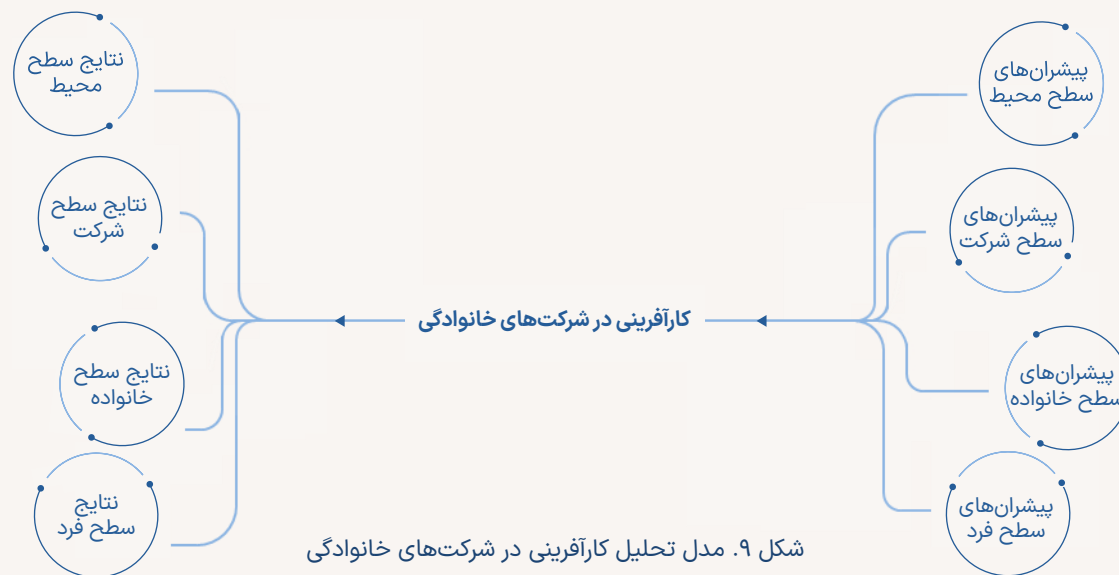 پیشران‌های
سطح محیط
پیشران‌های
سطح شرکت
پیشران‌های
سطح خانواده
پیشران‌های
سطح فرد
کارآفرینی در شرکت‌های خانوادگی
نتایج سطح
محیط
نتایج سطح
شرکت
نتایج سطح
خانواده
نتایج
سطح فرد
شکل ۹. مدل تحلیل کارآفرینی در شرکت‌های خانوادگی